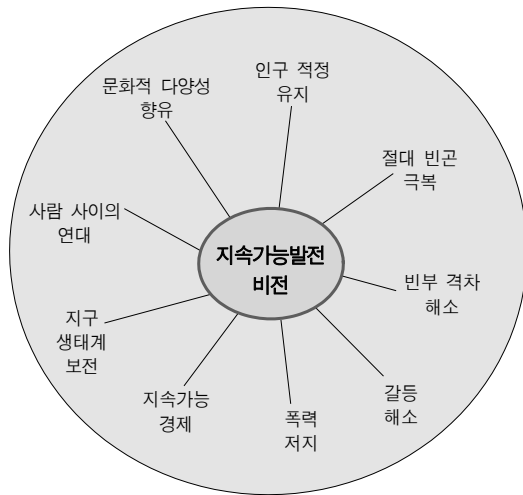 인구 적정
유지
문화적 다양성
향유
절대 빈곤
극복
사람 사이의
연대
지속가능발전
비전
빈부 격차
해소
지구
생태계
보전
지속가능
경제
폭력
저지
갈등
해소